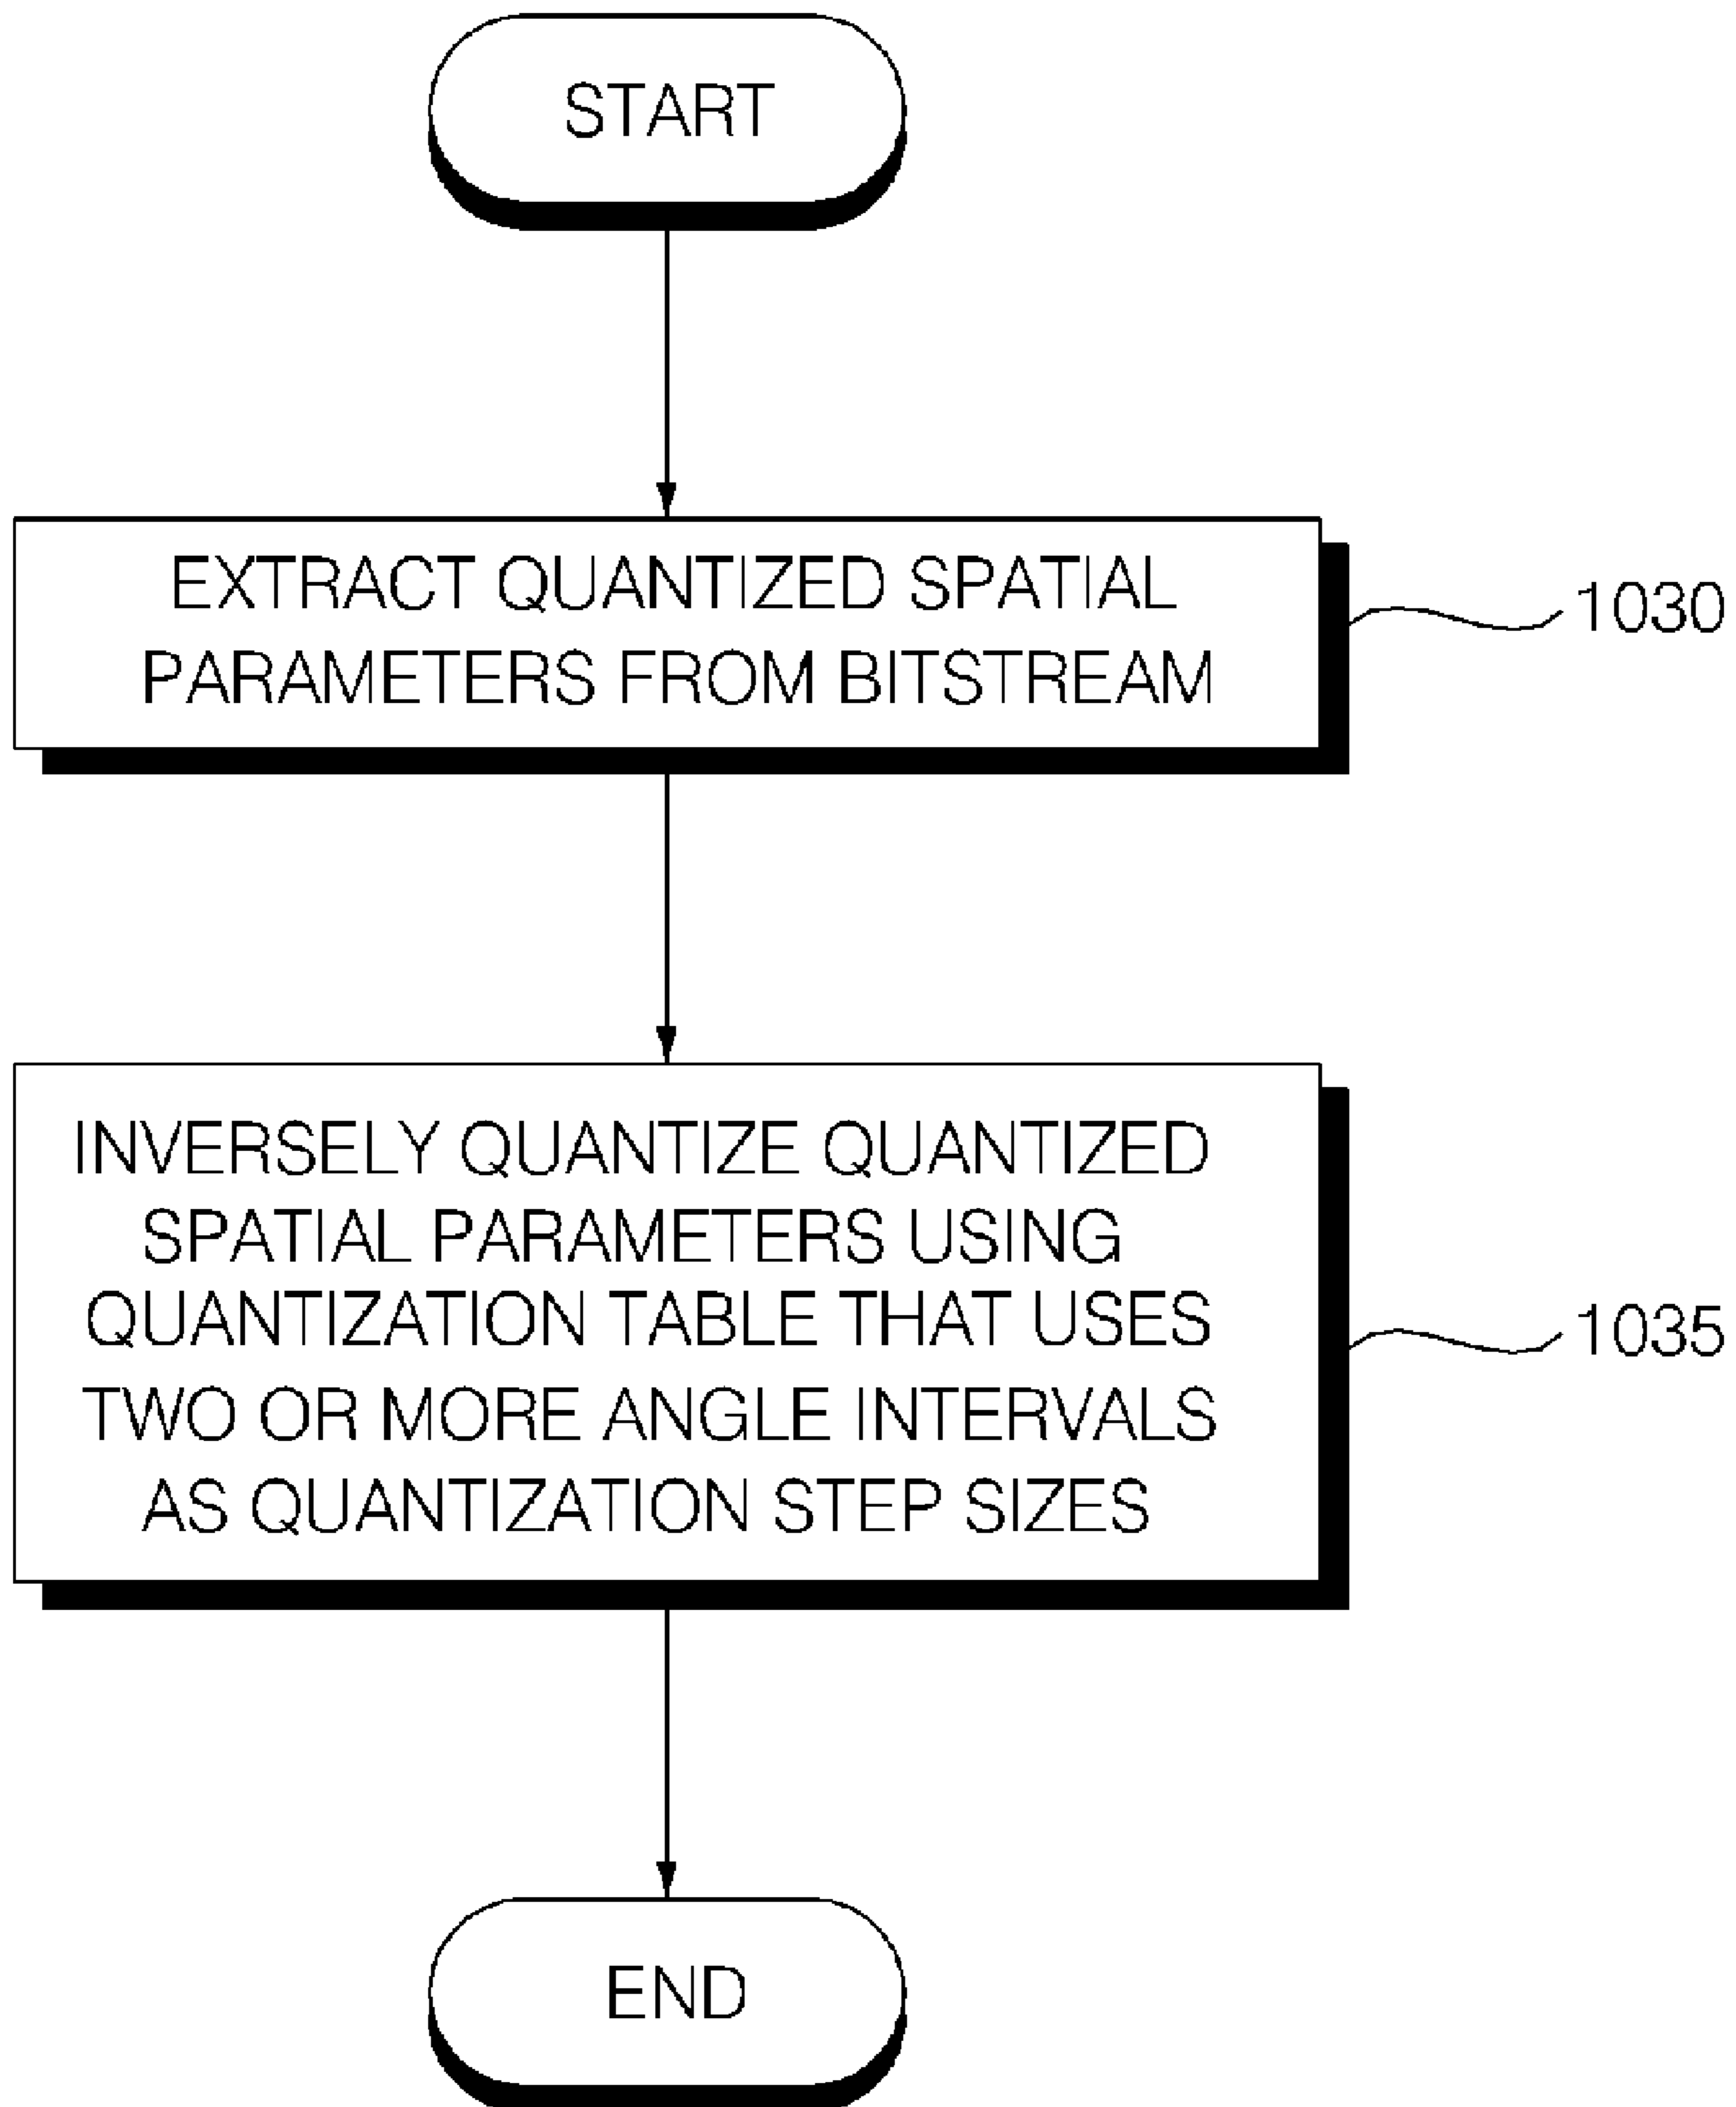 START
EXTRACT QUANTIZED SPATIAL
PARAMETERS FROM BITSTREAM
1030
INVERSELY QUANTIZE QUANTIZED
SPATIAL PARAMETERS USING
QUANTIZATION TABLE THAT USES
TWO OR MORE ANGLE INTERVALS
AS QUANTIZATION STEP SIZES
1035
END